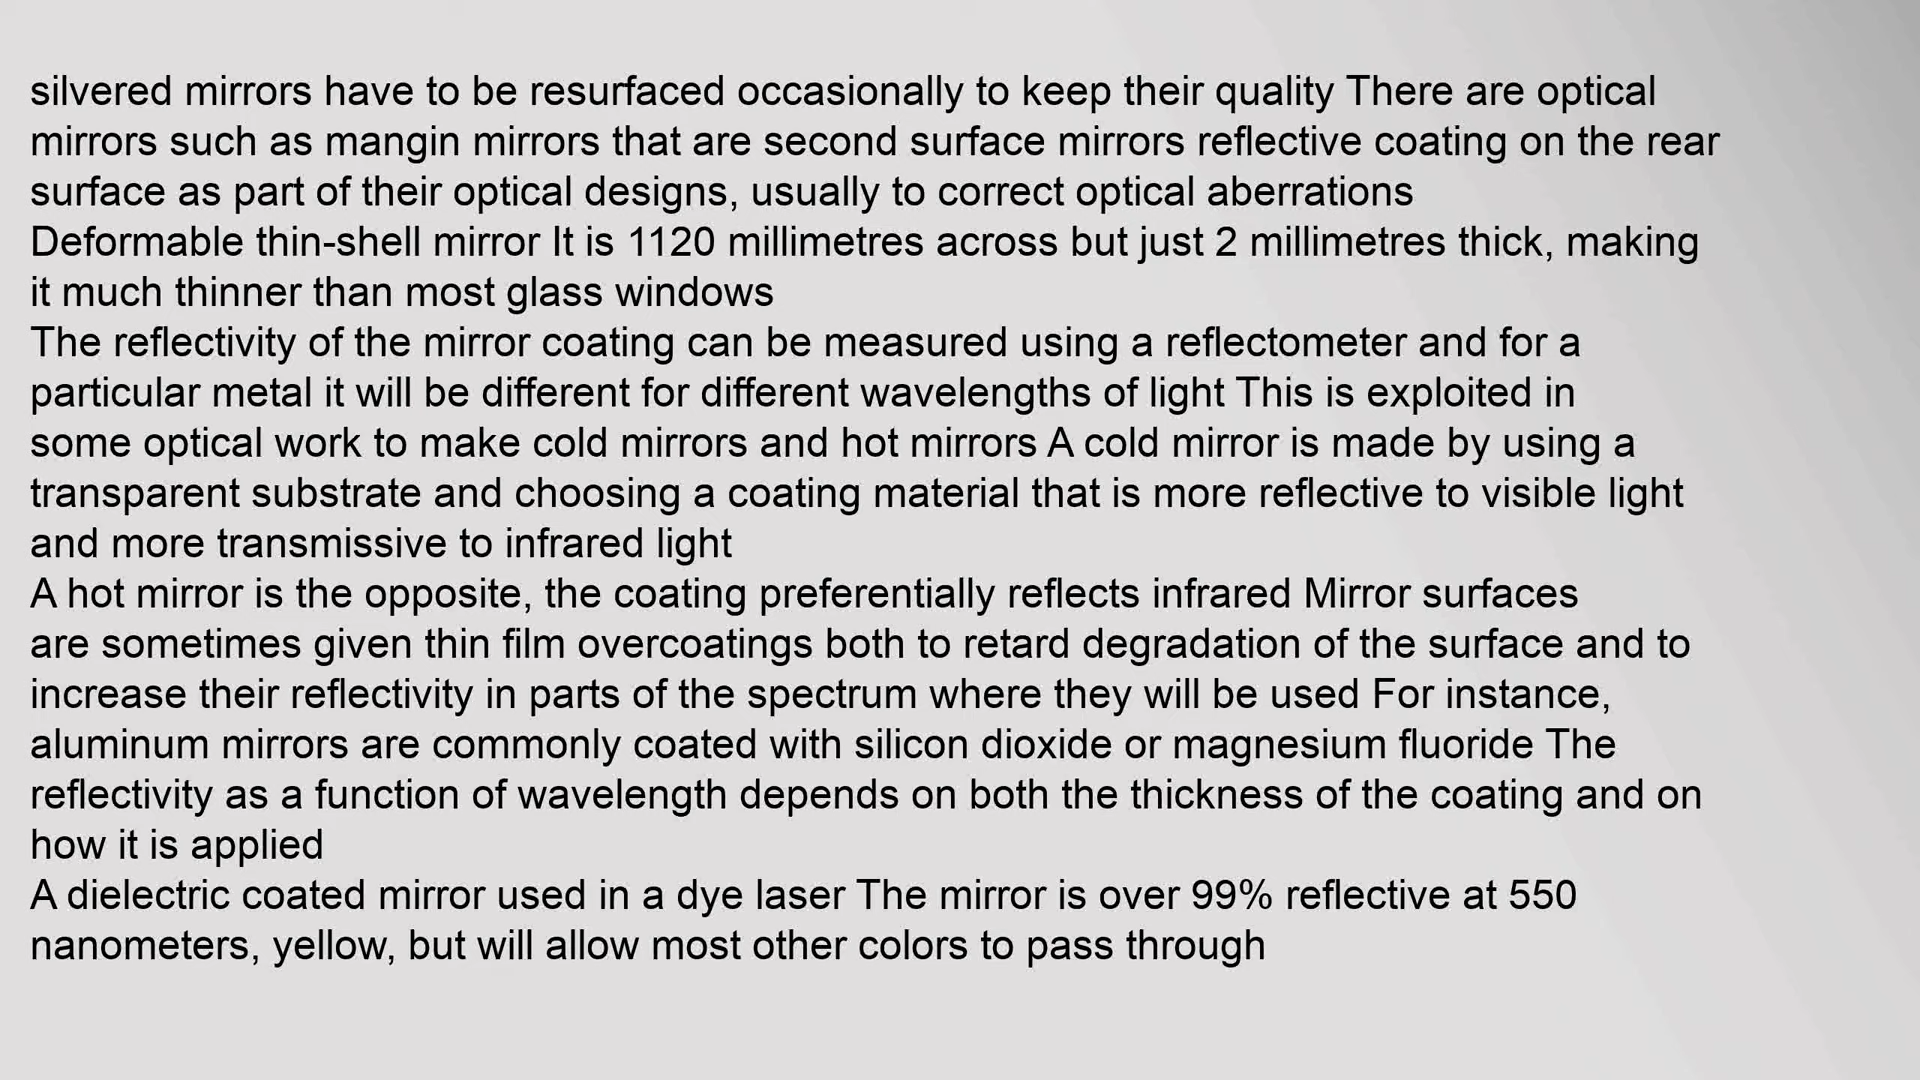 silvered mirrors have to be resurfaced occasionally to keep their quality There are optical
mirrors such as mangin mirrors that are second surface mirrors reflective coating on the rear
surface as part of their optical designs, usually to correct optical aberrations
Deformable thin-shell mirror It is 1120 millimetres across but just 2 millimetres thick, making
it much thinner than most glass windows
The reflectivity of the mirror coating can be measured using a reflectometer and for a
particular metal it will be different for different wavelengths of light This is exploited in
some optical work to make cold mirrors and hot mirrors A cold mirror is made by using a
transparent substrate and choosing a coating material that is more reflective to visible light
and more transmissive to infrared light
A hot mirror is the opposite, the coating preferentially reflects infrared Mirror surfaces
are sometimes given thin film overcoatings both to retard degradation of the surface and to
increase their reflectivity in parts of the spectrum where they will be used For instance,
aluminum mirrors are commonly coated with silicon dioxide or magnesium fluoride The
reflectivity as a function of wavelength depends on both the thickness of the coating and on
how it is applied
A dielectric coated mirror used in a dye laser The mirror is over 99% reflective at 550
nanometers, yellow, but will allow most other colors to pass through